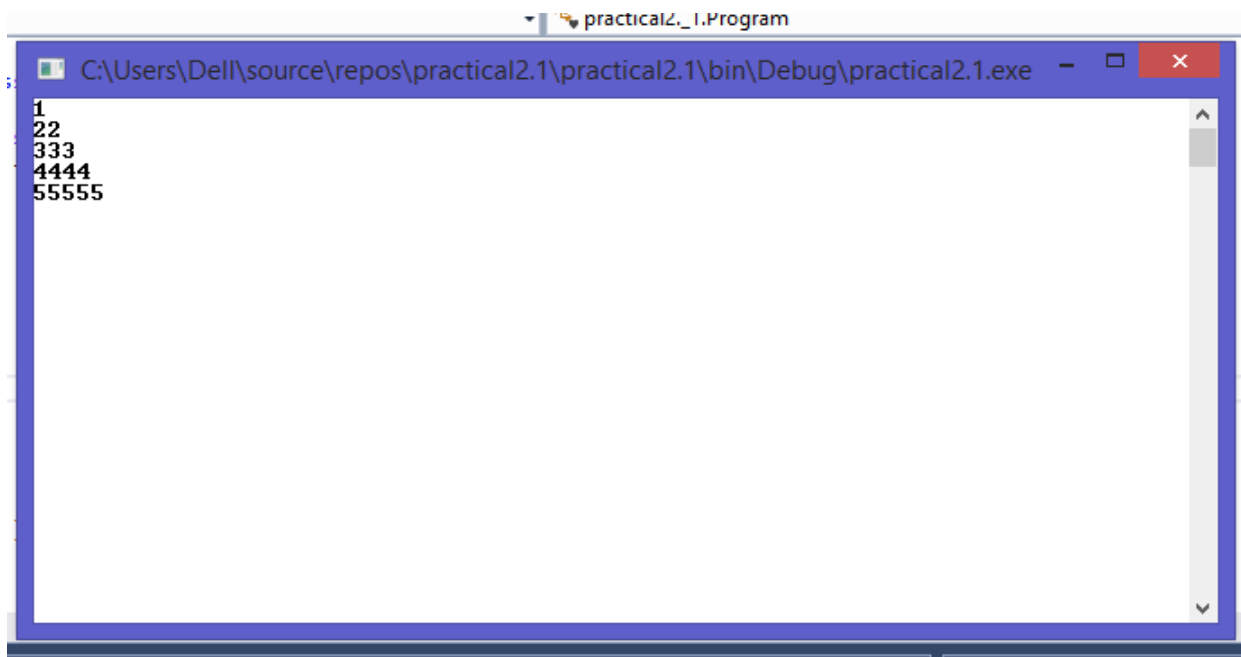 practical2._1.Program
C:\Users\Dell\source\repos\practical2.1\practical2.1\bin\Debug\practical2.1.exe
1
22
333
4444
55555